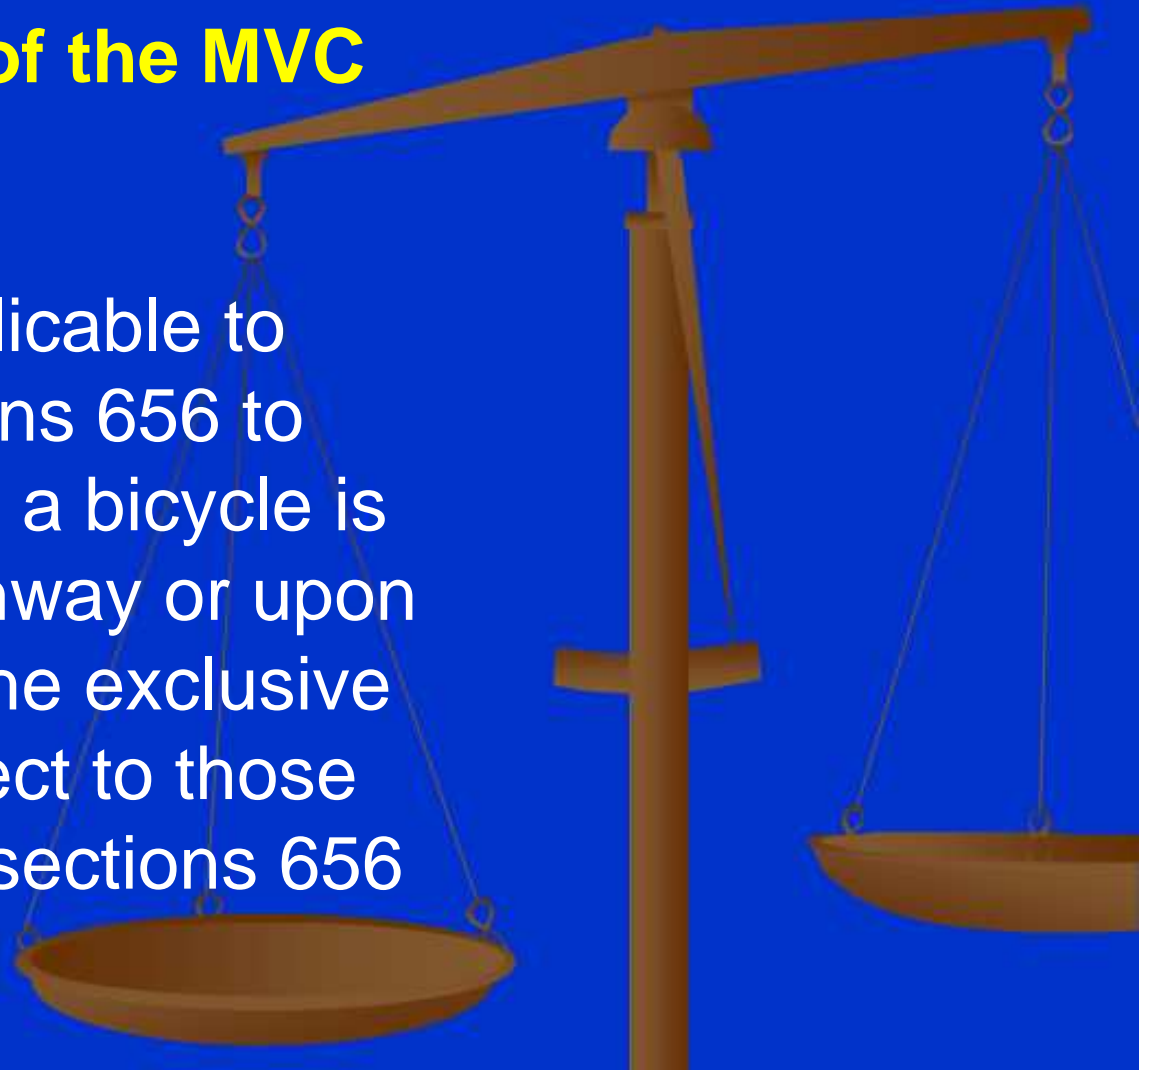 of the MVC
licable to
ns 656 to
a bicycle is
hway or upon
he exclusive
ect to those
sections 656